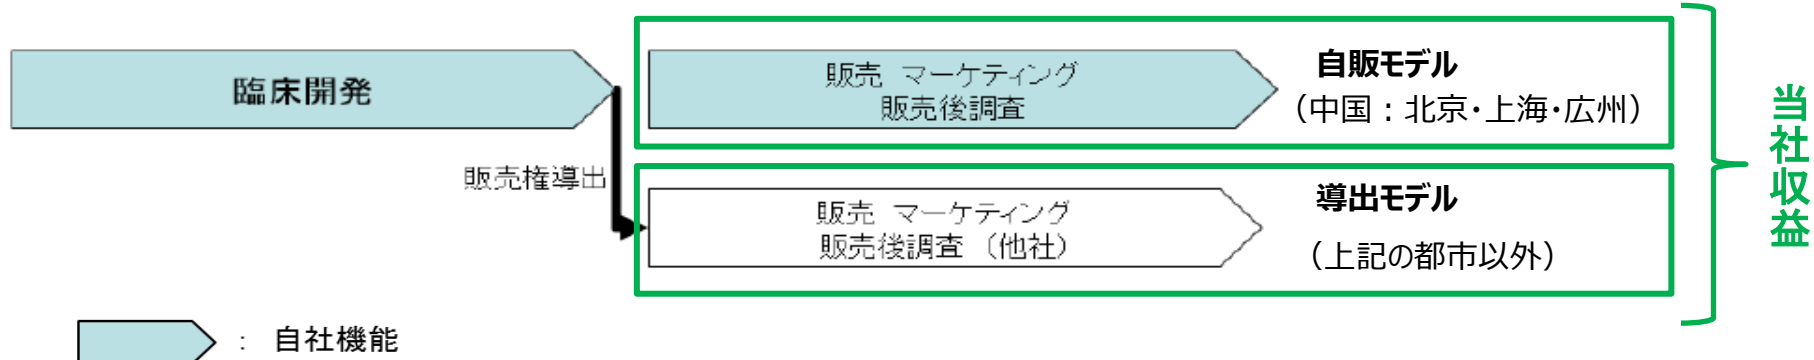 臨床開発
販売 マーケティング
販売後調査
自販モデル
（中国：北京・上海・広州）
販売権導出
販売 マーケティング
販売後調査（他社）
導出モデル
（上記の都市以外）
当社収益
： 自社機能